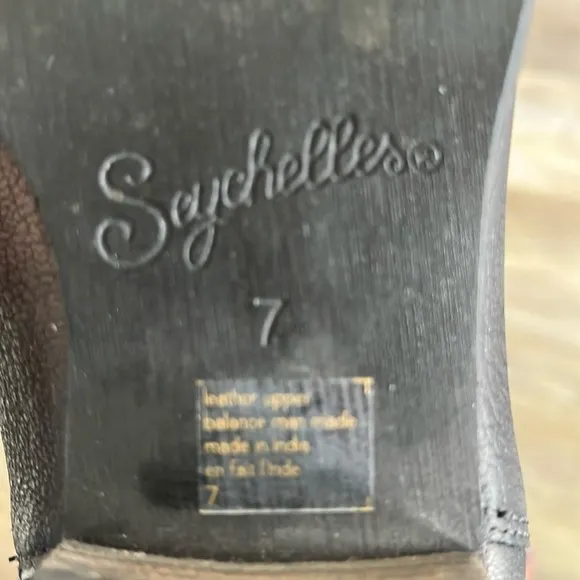 Seychelles®
7
leather upper
balance man made
made in india
en fait l'inde
7